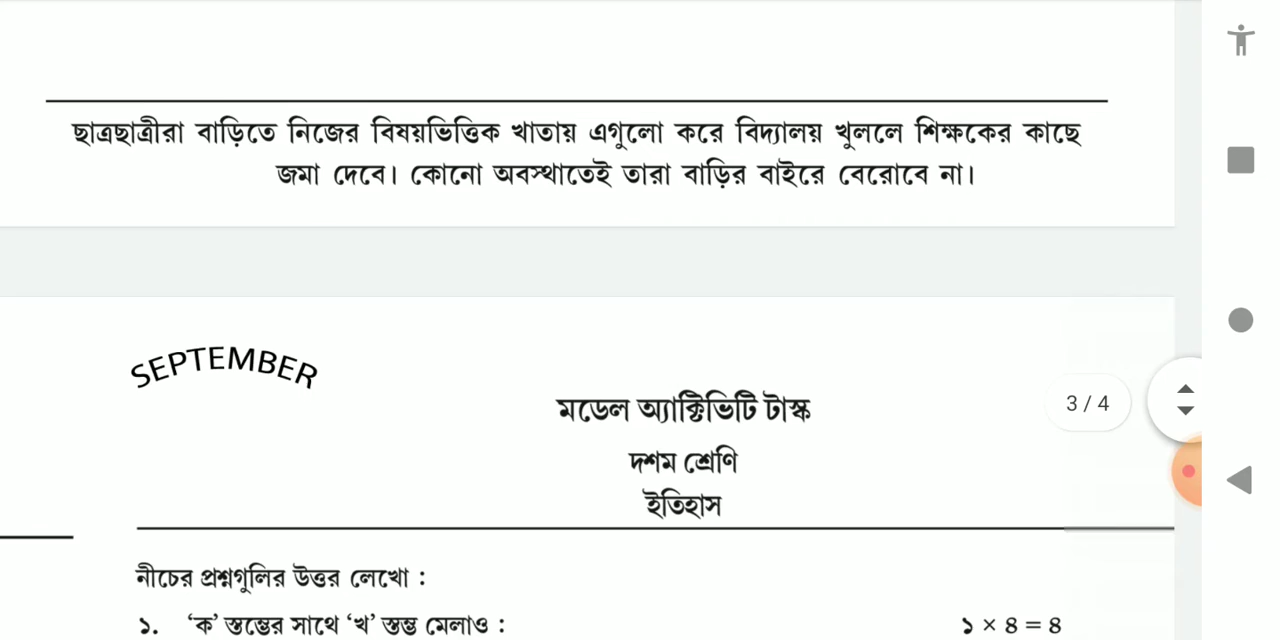 ছাত্রছাত্রীরা বাড়িতে নিজের বিষয়ভিত্তিক খাতায় এগুলো করে বিদ্যালয় খুললে শিক্ষকের কাছে
জমা দেবে। কোনো অবস্থাতেই তারা বাড়ির বাইরে বেরোবে না।
SEPTEMBER
মডেল অ্যাক্টিভিটি টাস্ক
3 / 4
দশম শ্রেণি
ইতিহাস
নীচের প্রশ্নগুলির উত্তর লেখো :
১. ‘ক’ স্তম্ভের সাথে ‘খ’ স্তম্ভ মেলাও : ১ × ৪ = ৪